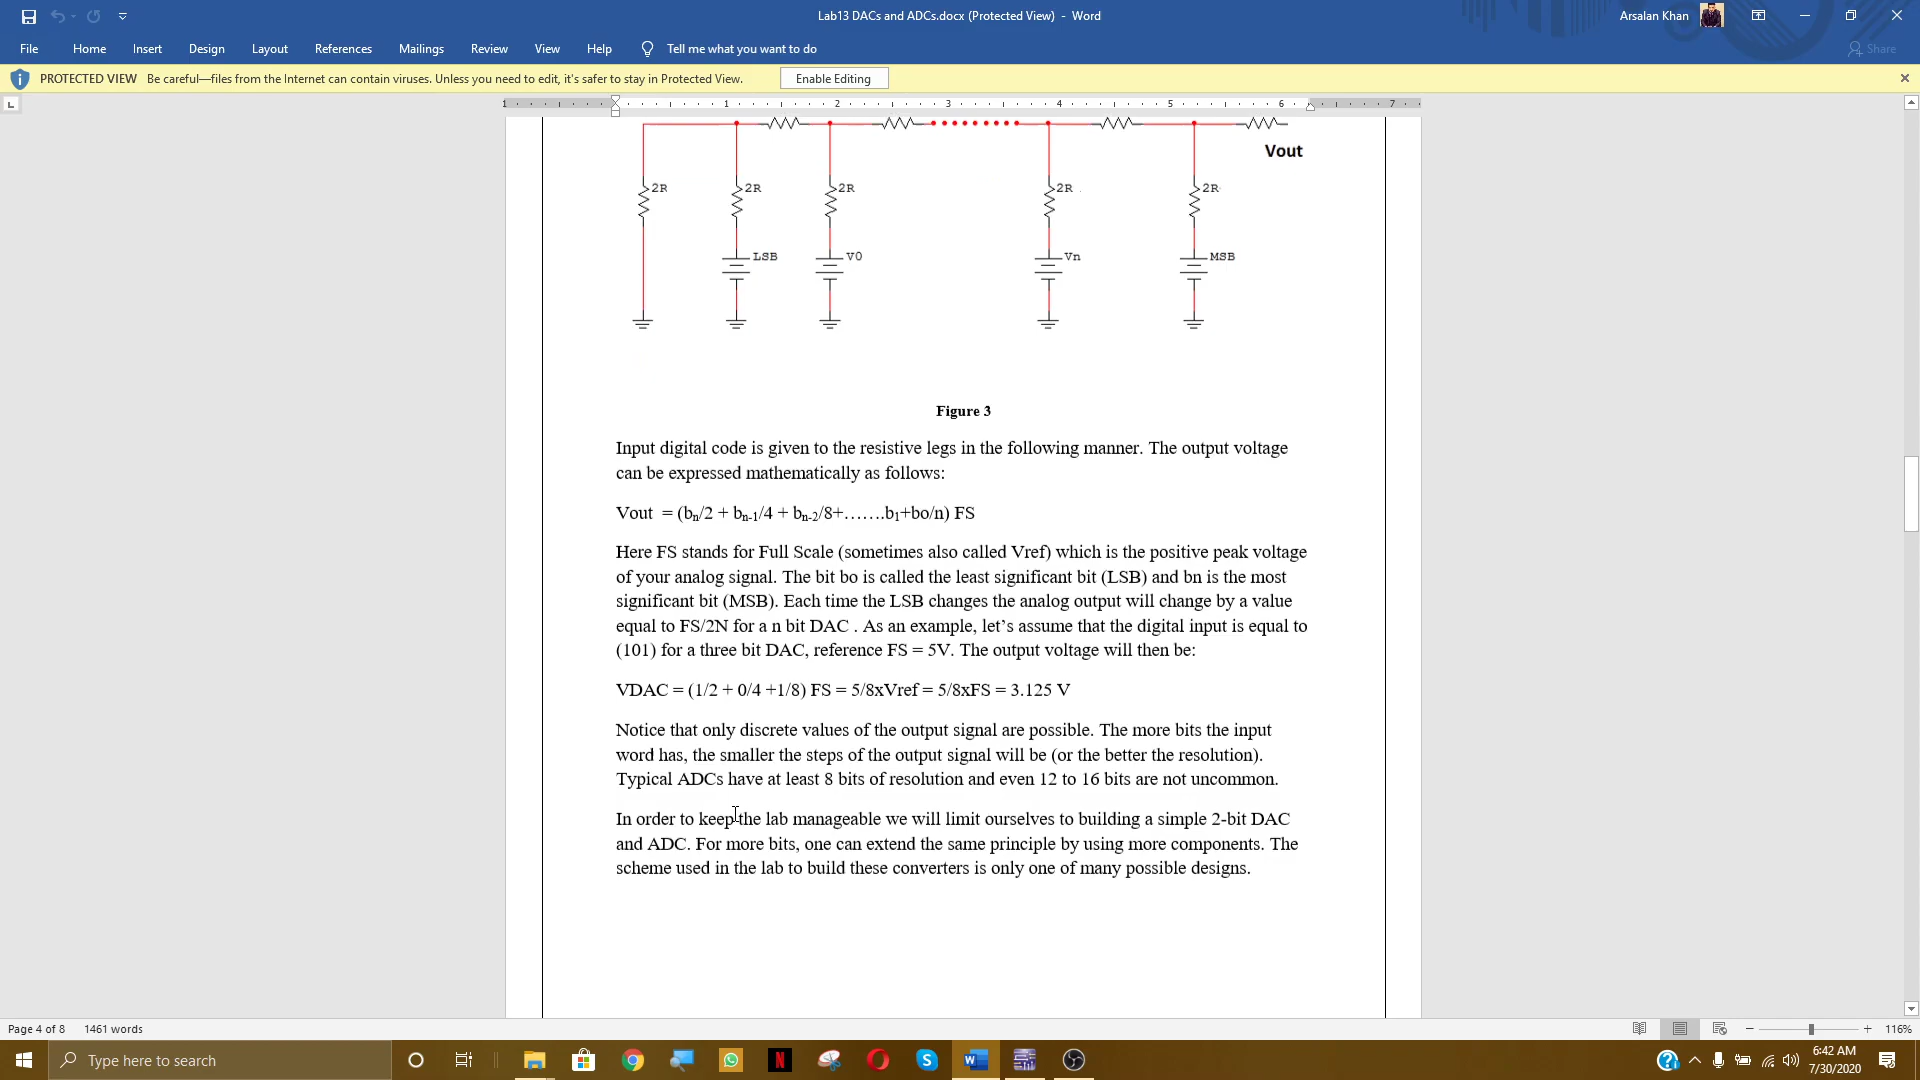 Lab13 DACs and ADCs.docx (Protected View) - Word
Arsalan Khan
File Home Insert Design Layout References Mailings Review View Help Tell me what you want to do
Share
PROTECTED VIEW Be careful—files from the Internet can contain viruses. Unless you need to edit, it's safer to stay in Protected View. Enable Editing
1 1 2 3 4 5 6 7
Vout
2R 2R 2R 2R 2R
LSB V0 Vn MSB
Figure 3
Input digital code is given to the resistive legs in the following manner. The output voltage
can be expressed mathematically as follows:
Vout = (bn/2 + bn-1/4 + bn-2/8+…….b1+bo/n) FS
Here FS stands for Full Scale (sometimes also called Vref) which is the positive peak voltage
of your analog signal. The bit bo is called the least significant bit (LSB) and bn is the most
significant bit (MSB). Each time the LSB changes the analog output will change by a value
equal to FS/2N for a n bit DAC . As an example, let’s assume that the digital input is equal to
(101) for a three bit DAC, reference FS = 5V. The output voltage will then be:
VDAC = (1/2 + 0/4 +1/8) FS = 5/8xVref = 5/8xFS = 3.125 V
Notice that only discrete values of the output signal are possible. The more bits the input
word has, the smaller the steps of the output signal will be (or the better the resolution).
Typical ADCs have at least 8 bits of resolution and even 12 to 16 bits are not uncommon.
In order to keep the lab manageable we will limit ourselves to building a simple 2-bit DAC
and ADC. For more bits, one can extend the same principle by using more components. The
scheme used in the lab to build these converters is only one of many possible designs.
Page 4 of 8 1461 words
116%
Type here to search
6:42 AM
7/30/2020